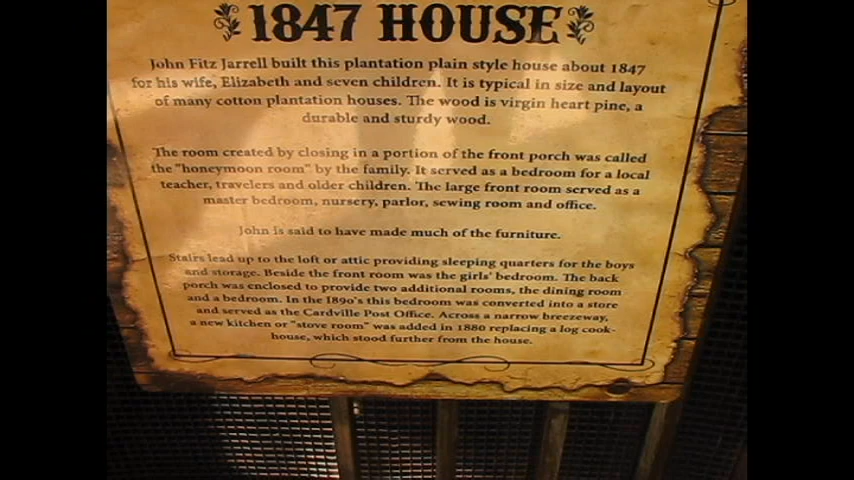 1847 HOUSE
John Fitz Jarrell built this plantation plain style house about 1847
for his wife, Elizabeth and seven children. It is typical in size and layout
of many cotton plantation houses. The wood is virgin heart pine, a
durable and sturdy wood.
The room created by closing in a portion of the front porch was called
the "honeymoon room" by the family. It served as a bedroom for a local
teacher, travelers and older children. The large front room served as a
master bedroom, nursery, parlor, sewing room and office.
John is said to have made much of the furniture.
Stairs lead up to the loft or attic providing sleeping quarters for the boys
and storage. Beside the front room was the girls' bedroom. The back
porch was enclosed to provide two additional rooms, the dining room
and a bedroom. In the 1890's this bedroom was converted into a store
and served as the Cardville Post Office. Across a narrow breezeway,
a new kitchen or "stove room" was added in 1880 replacing a log cook-
house, which stood further from the house.